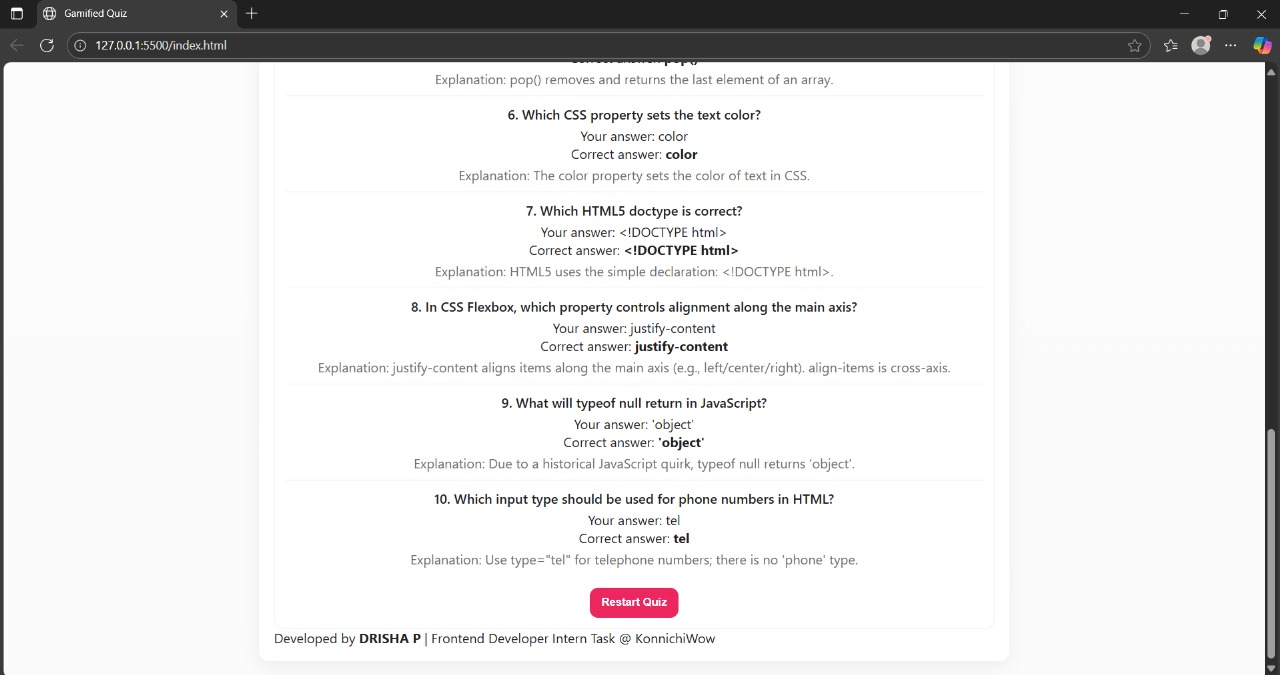 Gamified Quiz
127.0.0.1:5500/index.html
Correct answer: pop()
Explanation: pop() removes and returns the last element of an array.
6. Which CSS property sets the text color?
Your answer: color
Correct answer: color
Explanation: The color property sets the color of text in CSS.
7. Which HTML5 doctype is correct?
Your answer: <!DOCTYPE html>
Correct answer: <!DOCTYPE html>
Explanation: HTML5 uses the simple declaration: <!DOCTYPE html>.
8. In CSS Flexbox, which property controls alignment along the main axis?
Your answer: justify-content
Correct answer: justify-content
Explanation: justify-content aligns items along the main axis (e.g., left/center/right). align-items is cross-axis.
9. What will typeof null return in JavaScript?
Your answer: 'object'
Correct answer: 'object'
Explanation: Due to a historical JavaScript quirk, typeof null returns 'object'.
10. Which input type should be used for phone numbers in HTML?
Your answer: tel
Correct answer: tel
Explanation: Use type="tel" for telephone numbers; there is no 'phone' type.
Restart Quiz
Developed by DRISHA P | Frontend Developer Intern Task @ KonnichiWow